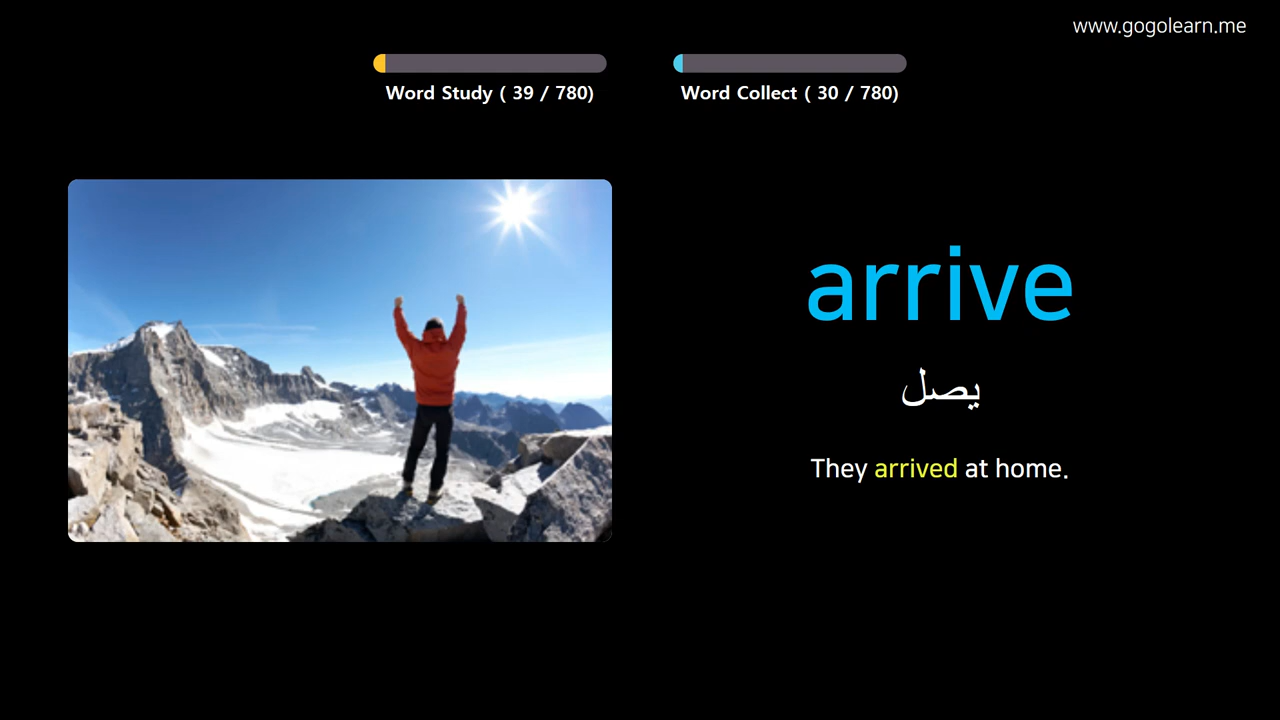 www.gogolearn.me
Word Study ( 39 / 780)
Word Collect ( 30 / 780)
arrive
يصل
They arrived at home.